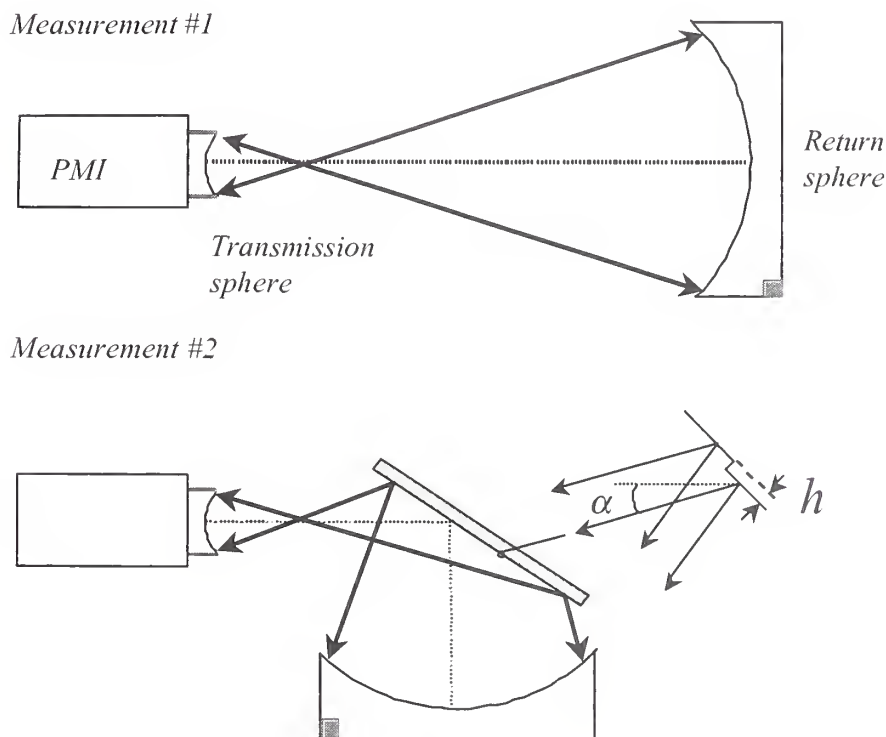 Measurement #1
PMI
Return
sphere
Transmission
sphere
Measurement #2
α
h